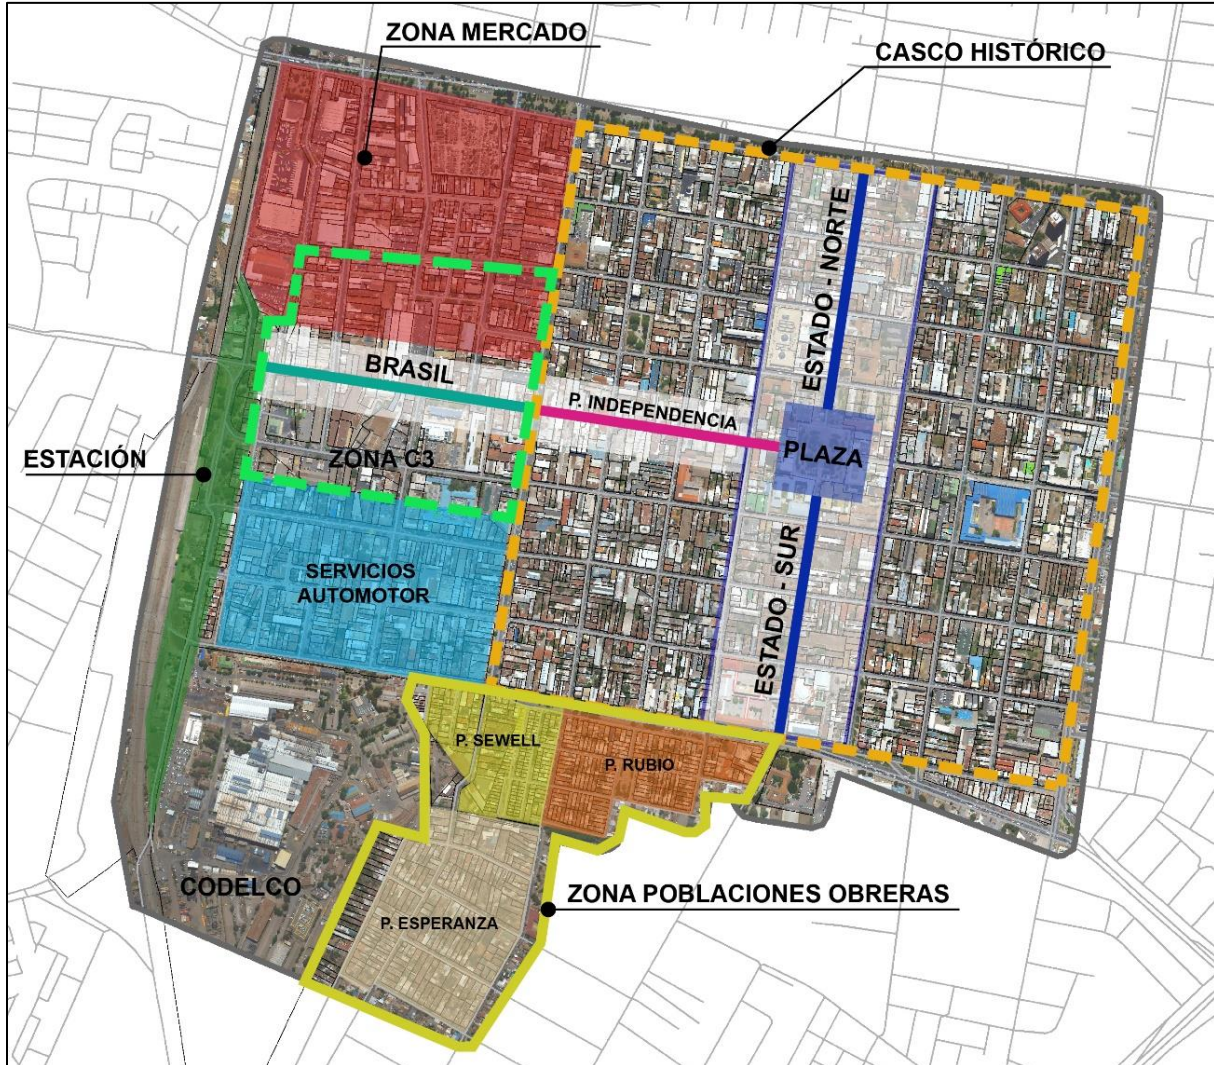 ZONA MERCADO
CASCO HISTÓRICO
ESTADO - NORTE
BRASIL
P. INDEPENDENCIA
PLAZA
ESTACIÓN
ZONA C3
SERVICIOS
AUTOMOTOR
ESTADO - SUR
P. SEWELL
P. RUBIO
CODELCO
ZONA POBLACIONES OBRERAS
P. ESPERANZA